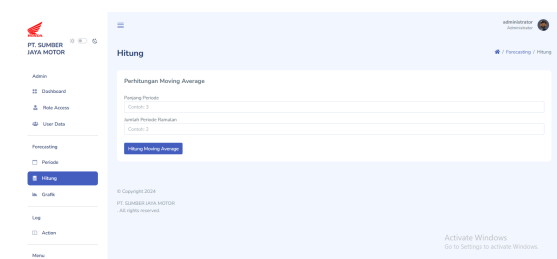 HONDA
PT. SUMBER
JAYA MOTOR
Admin
Dashboard
Role Access
User Data
Forecasting
Periode
Hitung
Grafik
Log
Action
Menu
administrator
Administrator
Hitung
/ Forecasting / Hitung
Perhitungan Moving Average
Panjang Periode
Contoh: 3
Jumlah Periode Ramalan
Contoh: 3
Hitung Moving Average
© Copyright 2024
PT. SUMBER JAYA MOTOR
. All rights reserved.
Activate Windows
Go to Settings to activate Windows.